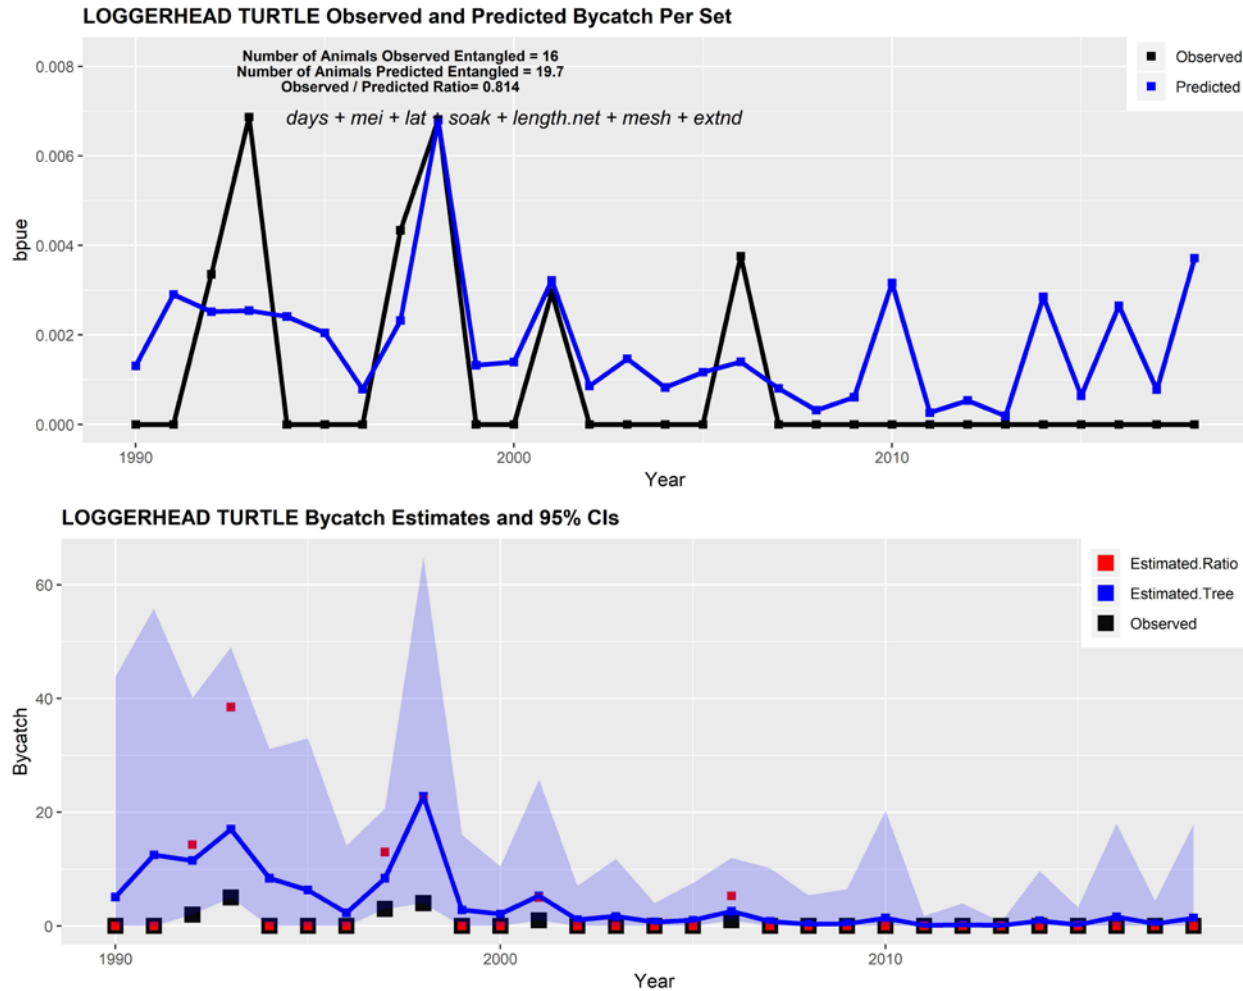 LOGGERHEAD TURTLE Observed and Predicted Bycatch Per Set
Number of Animals Observed Entangled = 16
Number of Animals Predicted Entangled = 19.7
Observed / Predicted Ratio= 0.814
days + mei + lat + soak + length.net + mesh + extnd
Observed
Predicted
0.008
0.006
0.004
0.002
0.000
bpue
1990
2000
2010
Year
LOGGERHEAD TURTLE Bycatch Estimates and 95% CIs
Estimated.Ratio
Estimated.Tree
Observed
60
40
20
0
Bycatch
1990
2000
2010
Year